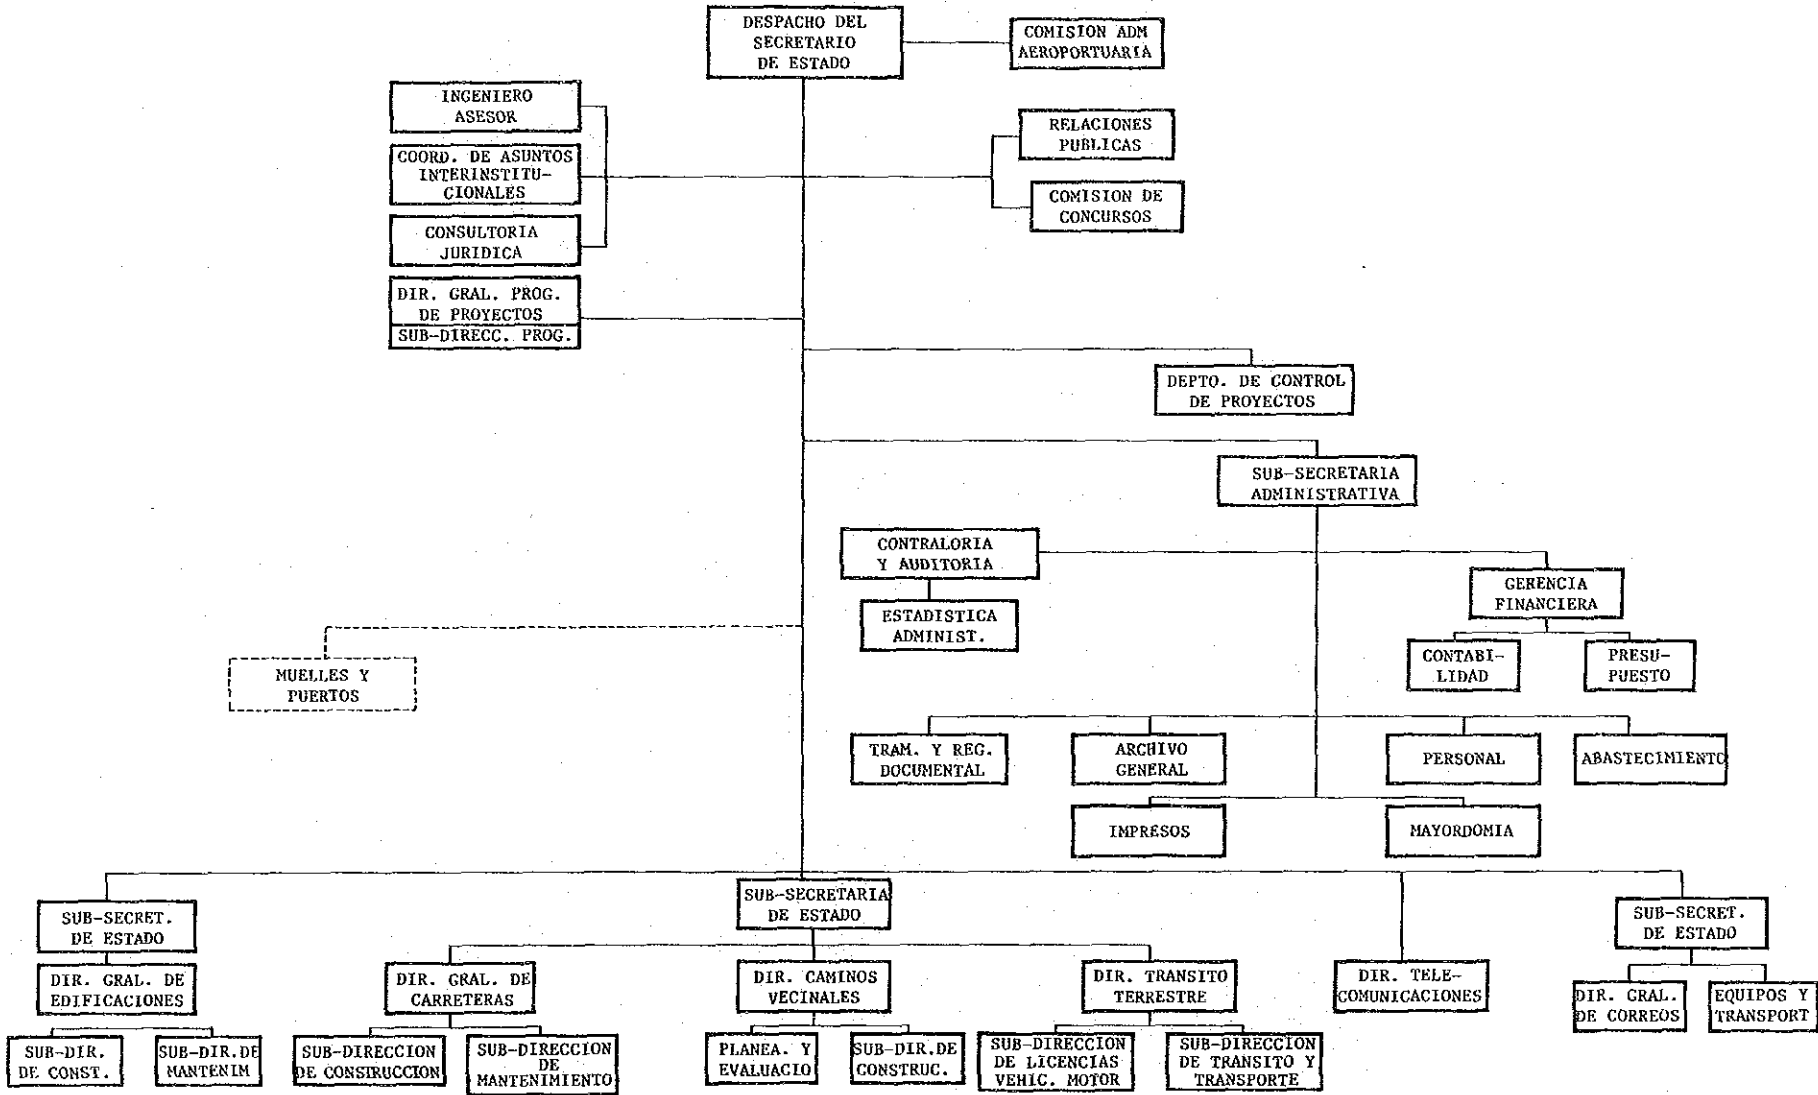 DESPACHO DEL
SECRETARIO
DE ESTADO
COMISION ADM
AEROPORTUARIA
INGENIERO
ASESOR
COORD. DE ASUNTOS
INTERINSTITU-
CIONALES
CONSULTORIA
JURIDICA
RELACIONES
PUBLICAS
COMISION DE
CONCURSOS
DIR. GRAL. PROG.
DE PROYECTOS
SUB-DIRECC. PROG.
DEPTO. DE CONTROL
DE PROYECTOS
SUB-SECRETARIA
ADMINISTRATIVA
CONTRALORIA
Y AUDITORIA
ESTADISTICA
ADMINIST.
GERENCIA
FINANCIERA
CONTABI-
LIDAD
PRESU-
PUESTO
MUELLES Y
PUERTOS
TRAM. Y REG.
DOCUMENTAL
ARCHIVO
GENERAL
PERSONAL
ABASTECIMIENTO
IMPRESOS
MAYORDOMIA
SUB-SECRET.
DE ESTADO
SUB-SECRETARIA
DE ESTADO
SUB-SECRET.
DE ESTADO
DIR. GRAL. DE
EDIFICACIONES
DIR. GRAL. DE
CARRETERAS
DIR. CAMINOS
VECINALES
DIR. TRANSITO
TERRESTRE
DIR. TELE-
COMUNICACIONES
DIR. GRAL.
DE CORREOS
EQUIPOS Y
TRANSPORT
SUB-DIR.
DE CONST.
SUB-DIR.DE
MANTENIM
SUB-DIRECCION
DE CONSTRUCCION
SUB-DIRECCION
DE
MANTENIMIENTO
PLANEA. Y
EVALUACIO
SUB-DIR.DE
CONSTRUC.
SUB-DIRECCION
DE LICENCIAS
VEHIC. MOTOR
SUB-DIRECCION
DE TRANSITO Y
TRANSPORTE